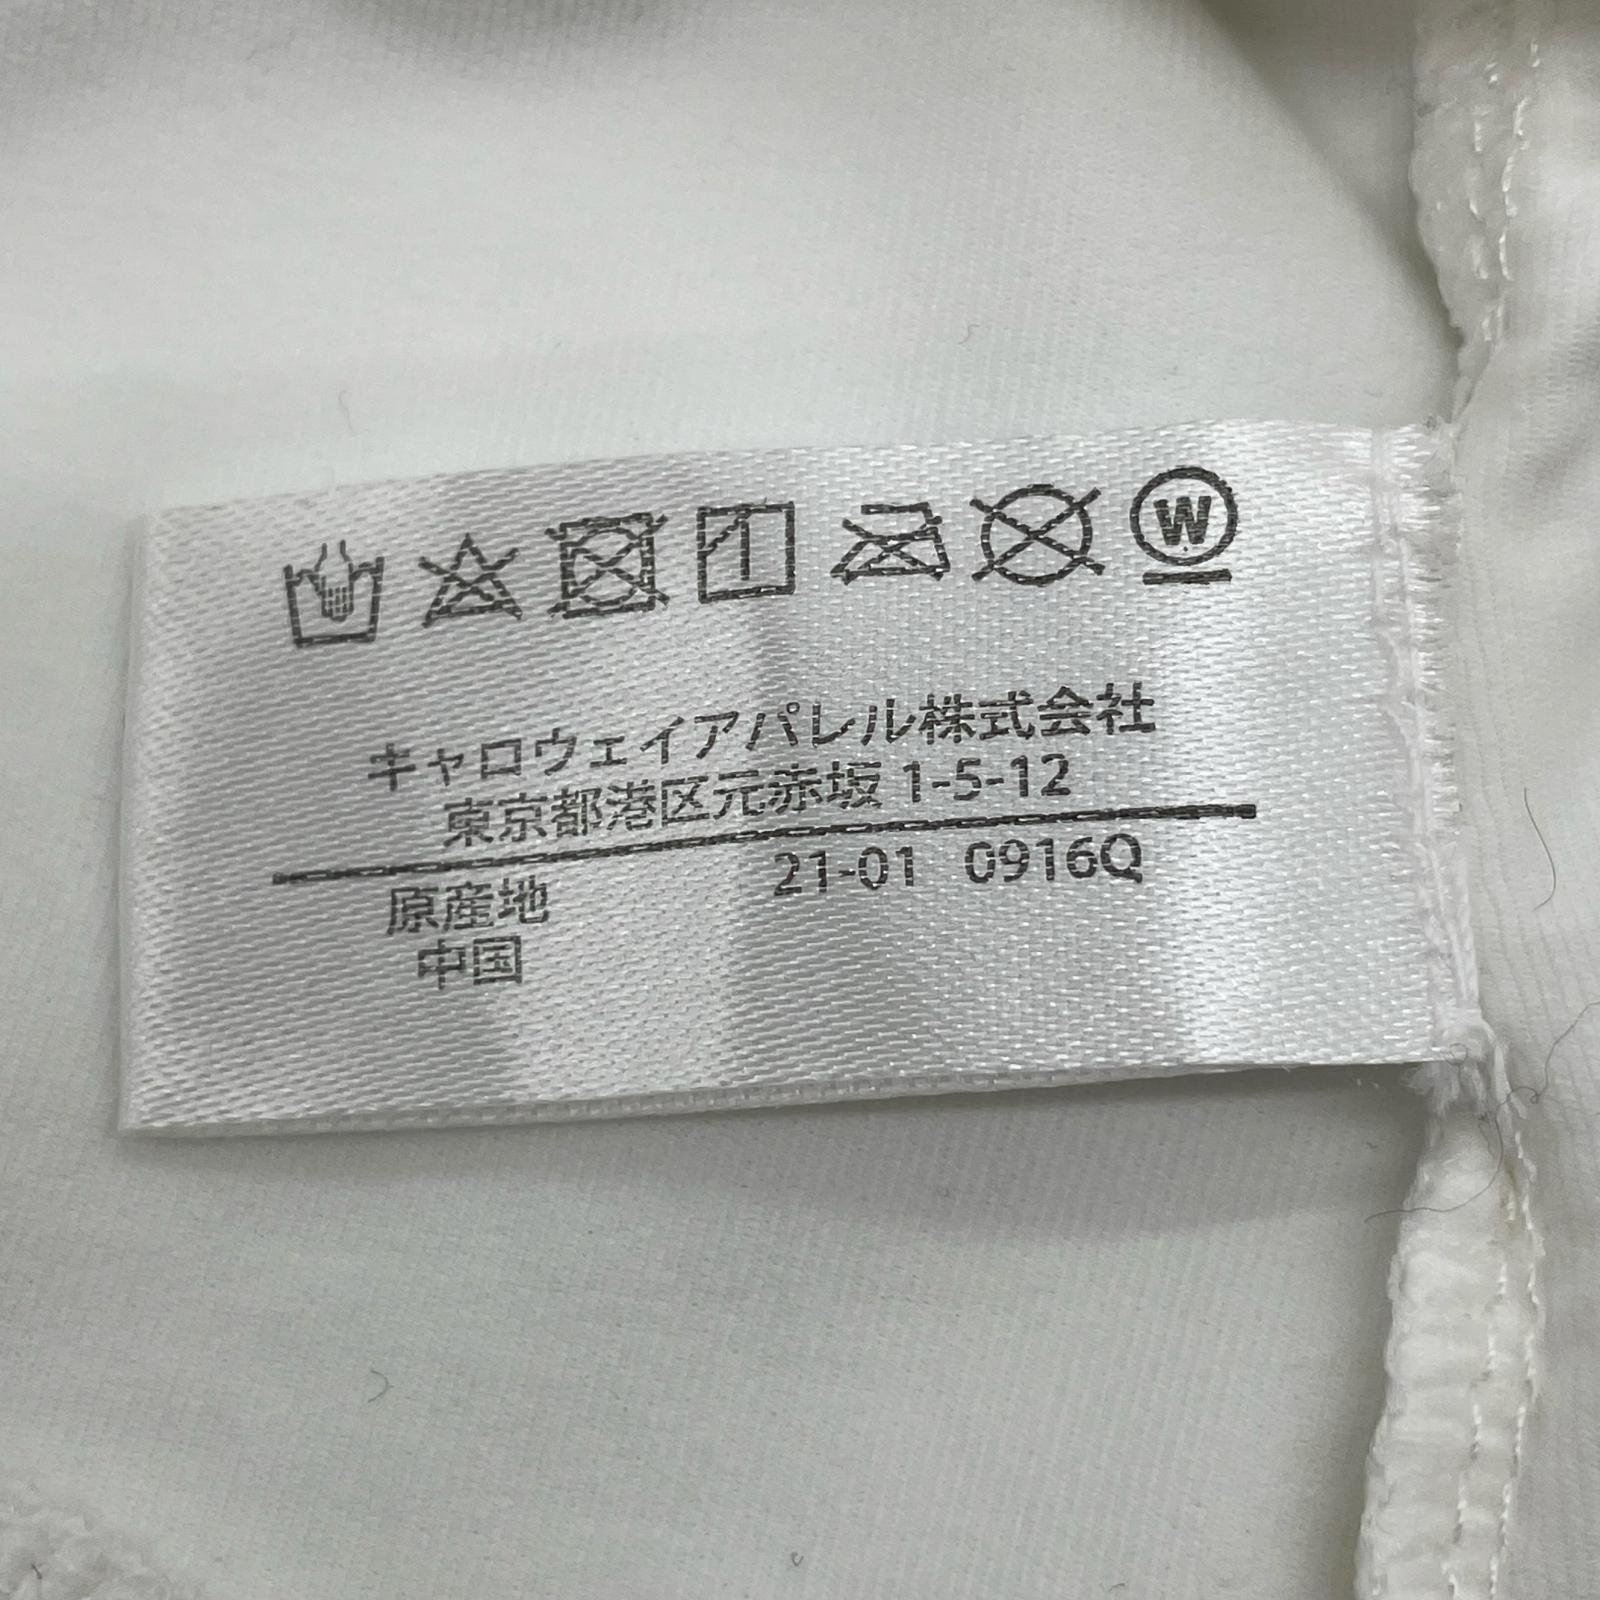 W
キャロウェイアパレル株式会社
東京都港区元赤坂 1-5-12
21-01 0916Q
原産地
中国